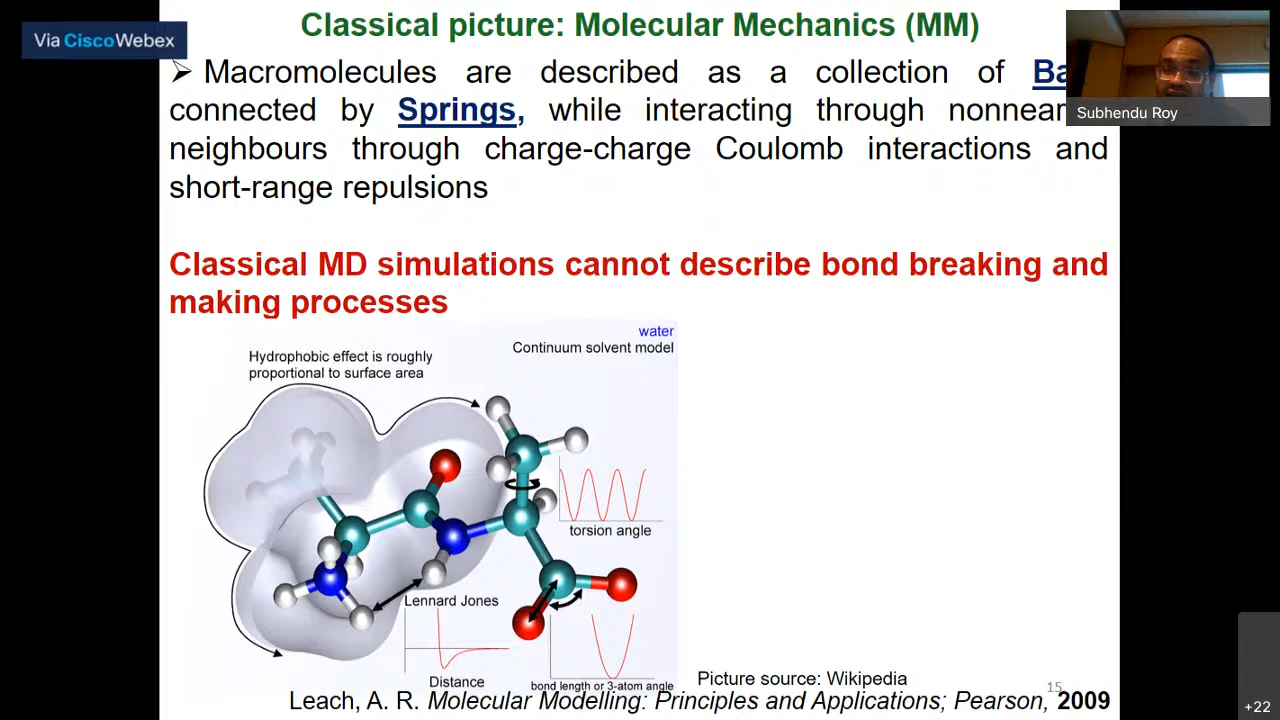 Classical picture: Molecular Mechanics (MM)
Via CiscoWebex
➢ Macromolecules are described as a collection of
connected by Springs, while interacting through
neighbours through charge-charge Coulomb interactions and
short-range repulsions
Subhendu Roy
Classical MD simulations cannot describe bond breaking and
making processes
water
Continuum solvent model
Hydrophobic effect is roughly
proportional to surface area
torsion angle
Lennard Jones
Distance
bond length or 3-atom angle
Picture source: Wikipedia
15
Leach, A. R. Molecular Modelling: Principles and Applications; Pearson, 2009
+22